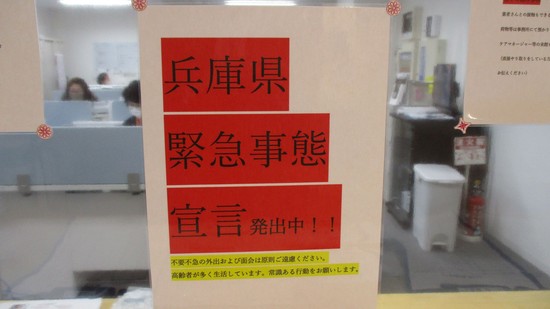 兵庫県
緊急事態
宣言 発出中！！
不要不急の外出および面会は原則ご遠慮ください。
高齢者が多く生活しています。常識ある行動をお願いします。